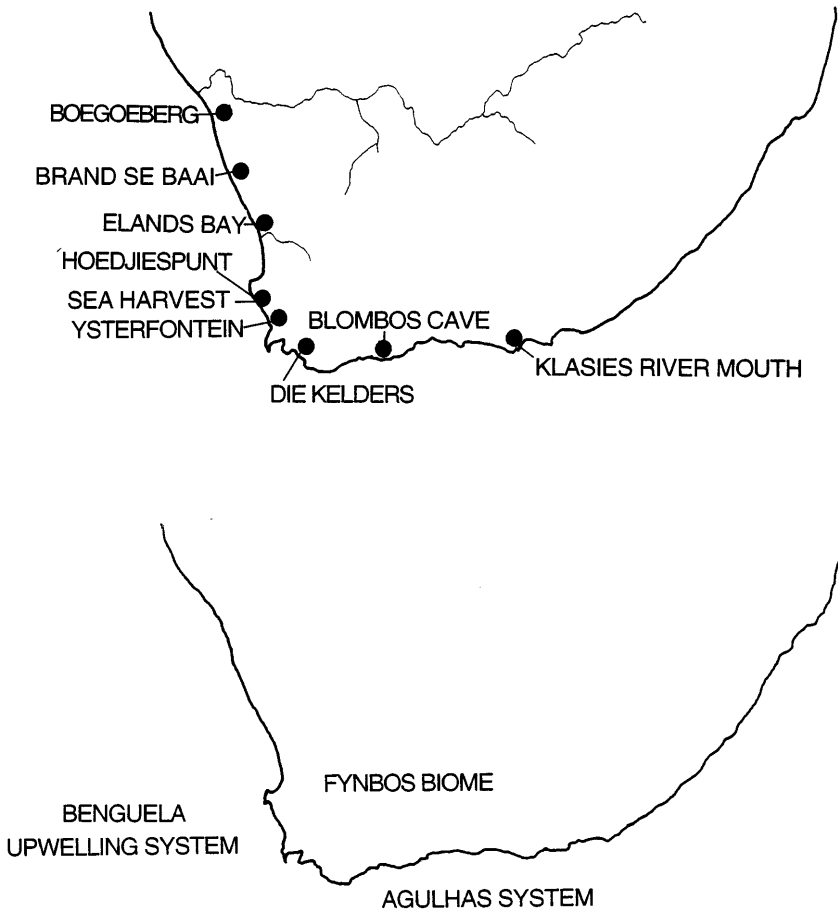 BOEGOEBERG
BRAND SE BAAI
ELANDS BAY
HOEDJIESPUNT
SEA HARVEST
YSTERFONTEIN
BLOMBOS CAVE
KLASIES RIVER MOUTH
DIE KELDERS
FYNBOS BIOME
BENGUELA
UPWELLING SYSTEM
AGULHAS SYSTEM